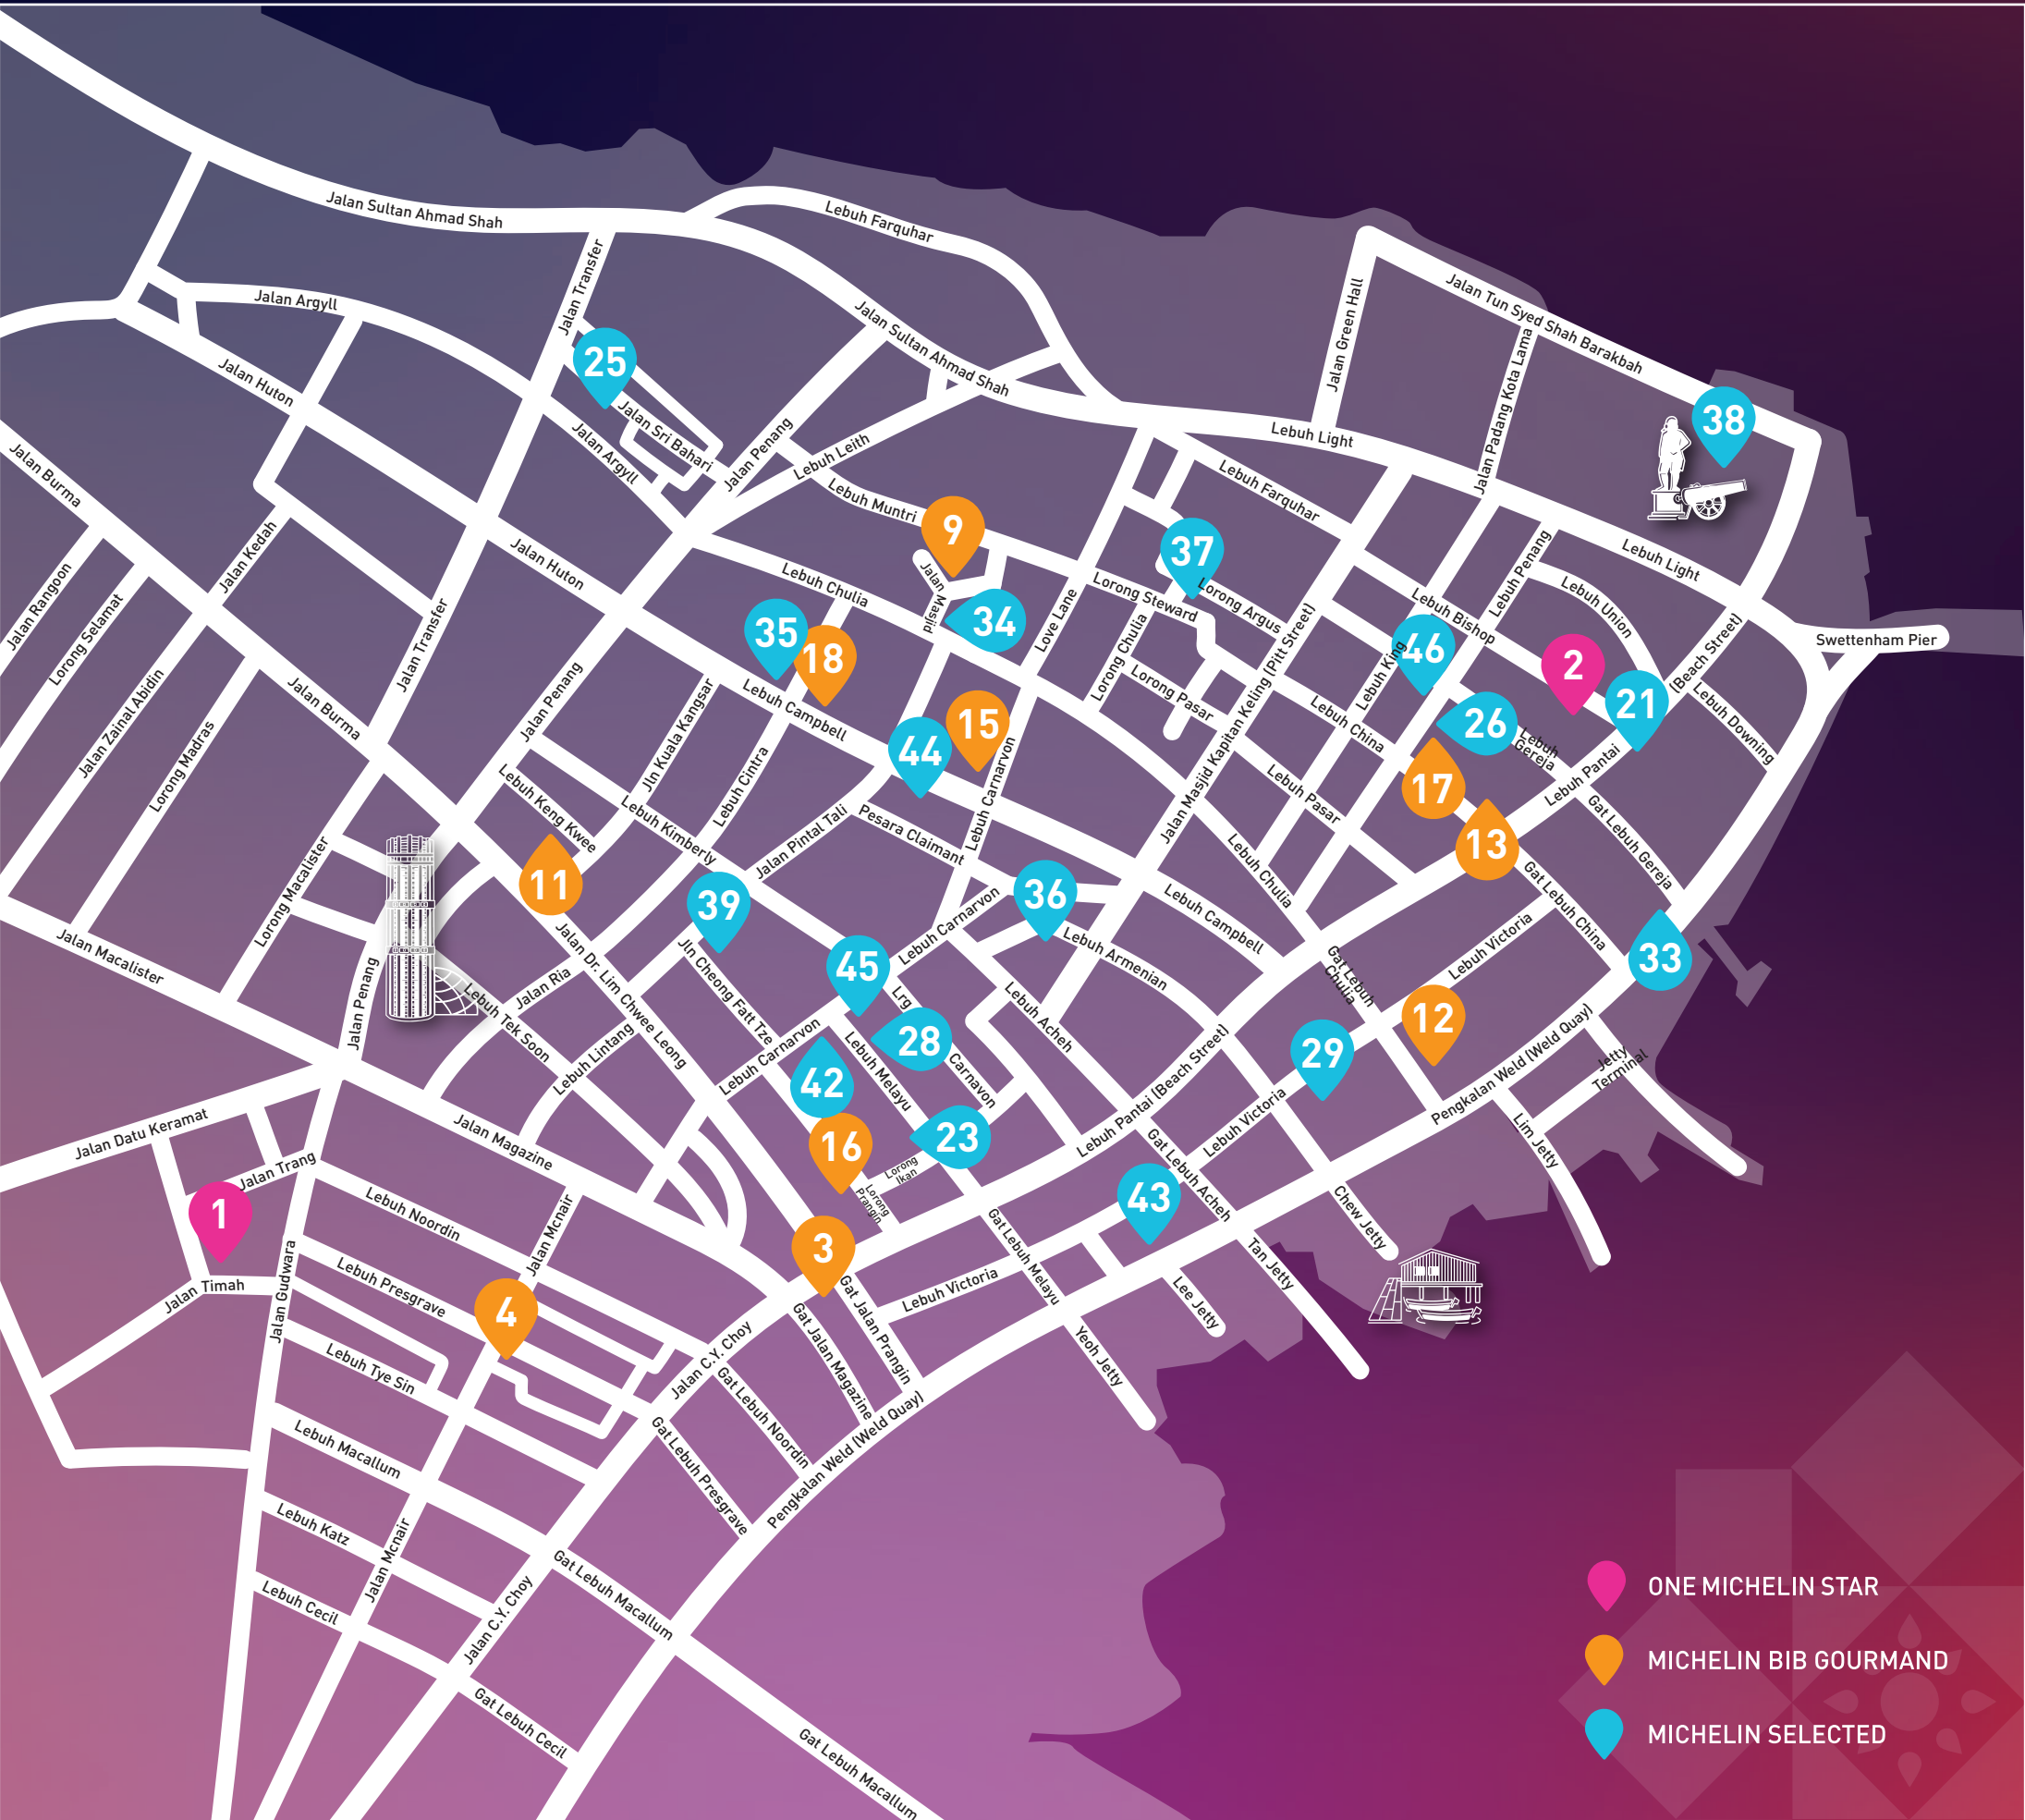 Jalan Sultan Ahmad Shah
Lebuh Farquhar
Jalan Transfer
Jalan Argyll
Jalan Sultan Ahmad Shah
Jalan Green Hall
Jalan Tun Syed Shah Barakbah
Jalan Padang Kota Lama
25
38
Jalan Huton
Jalan Sri Bahari
Jalan Argyll
Jalan Penang
Lebuh Leith
Lebuh Light
Jalan Burma
Lebuh Muntri
Lebuh Farquhar
9
37
Jalan Kedah
Jalan Huton
Lebuh Chulia
Jalan Masjid
Lorong Steward
Lorong Argus
Lebuh Penang
Lebuh Light
Lebuh Union
Lebuh Bishop
Jalan Rangoon
Lorong Selamat
Jalan Transfer
34
35
18
Love Lane
Lorong Chulia
46
2
Swettenham Pier
(Beach Street)
Jalan Zainal Abidin
Lorong Madras
Jalan Burma
Jalan Penang
Jln Kuala Kangsar
Lebuh Campbell
Lorong Pasar
Jalan Masjid Kapitan Keling (Pitt Street)
Lebuh King
Lebuh China
21
26
Lebuh Downing
15
44
Lebuh
Gereja
Lebuh Pantai
17
Lebuh Keng Kwee
Lebuh Cintra
Lebuh Kimberly
Jalan Pintal Tali
Pesara Claimant
Lebuh Carnarvon
Lebuh Pasar
Gat Lebuh Gereja
13
Lorong Macalister
11
39
36
Lebuh Chulia
Lebuh Campbell
Gat Lebuh China
Jalan Macalister
Jalan Penang
Jalan Dr. Lim Chwee Leong
Jln Cheong Fatt Tze
Lebuh Carnarvon
Lebuh Armenian
Lebuh Victoria
33
45
Gat Lebuh
Chulia
Jalan Ria
Lebuh Tek Soon
Lrg
Carnavon
Lebuh Acheh
12
28
29
Lebuh Lintang
Lebuh Carnarvon
Lebuh Melayu
42
Lebuh Pantai (Beach Street)
Pengkalan Weld (Weld Quay)
Jetty
Terminal
Jalan Datu Keramat
Jalan Magazine
16
23
Lorong
Ikan
Lorong
Prangin
Lebuh Victoria
Gat Lebuh Acheh
Lim Jetty
Jalan Trang
1
Lebuh Noordin
Jalan Mcnair
43
Chew Jetty
3
Gat Lebuh Melayu
Tan Jetty
Jalan Timah
Jalan Gudwara
Lebuh Presgrave
4
Lebuh Victoria
Lee Jetty
Gat Jalan Prangin
Gat Jalan Magazine
Yeoh Jetty
Lebuh Tye Sin
Jalan C.Y. Choy
Gat Lebuh Noordin
Pengkalan Weld (Weld Quay)
Gat Lebuh Presgrave
Lebuh Macallum
Lebuh Katz
Jalan Mcnair
Lebuh Cecil
Jalan C.Y. Choy
Gat Lebuh Macallum
Gat Lebuh Cecil
Gat Lebuh Macallum
ONE MICHELIN STAR
MICHELIN BIB GOURMAND
MICHELIN SELECTED